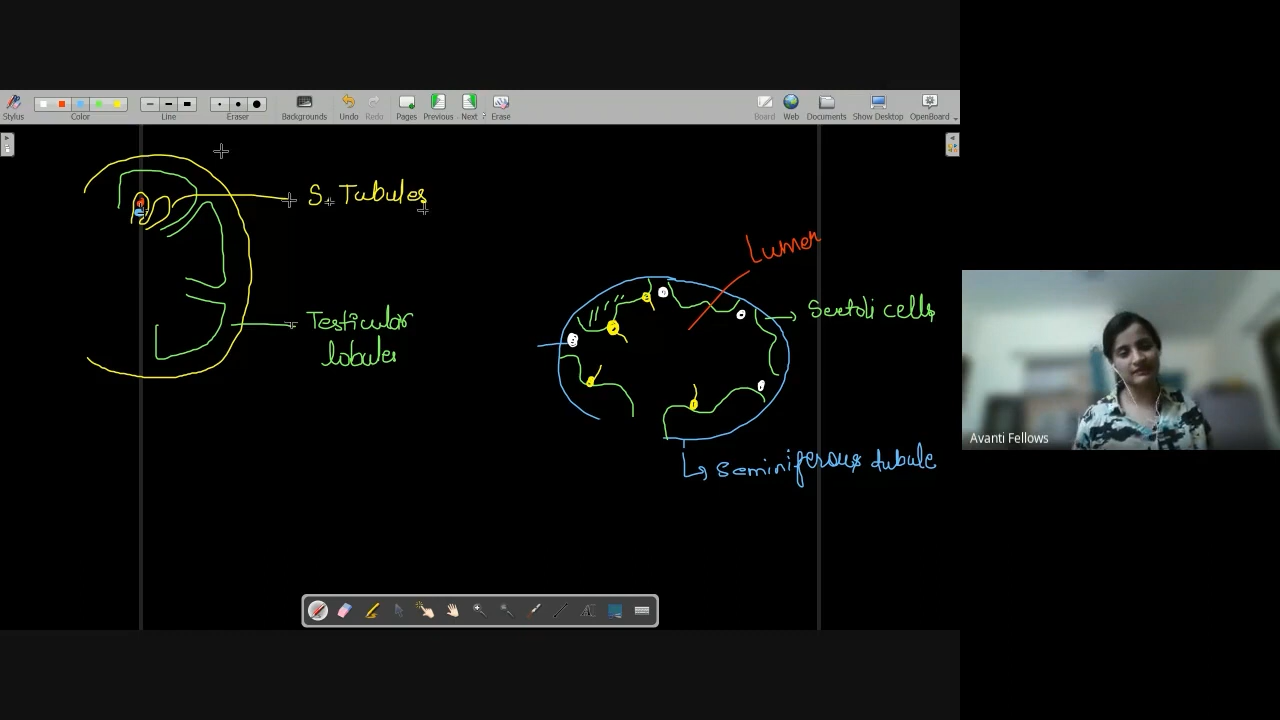 Stylus Color Line Eraser Backgrounds Undo Redo Pages Previous Next Erase Board Web Documents Show Desktop OpenBoard
S. Tubules
Lumen
Testicular
lobules
Sertoli cells
Seminiferous tubule
Avanti Fellows